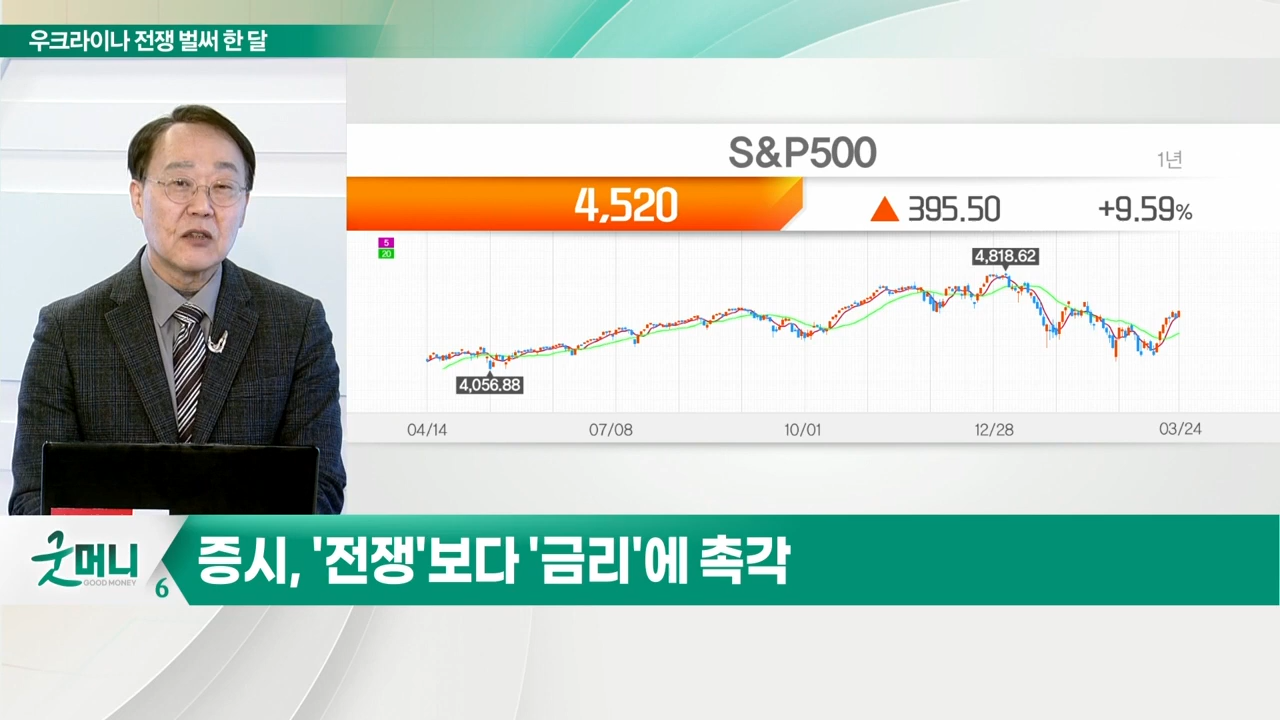 우크라이나 전쟁 벌써 한 달
S&P500
1년
4,520 ▲ 395.50 +9.59%
5
20
4,818.62
4,056.88
04/14 07/08 10/01 12/28 03/24
굿머니
GOOD MONEY
6
증시, '전쟁'보다 '금리'에 촉각